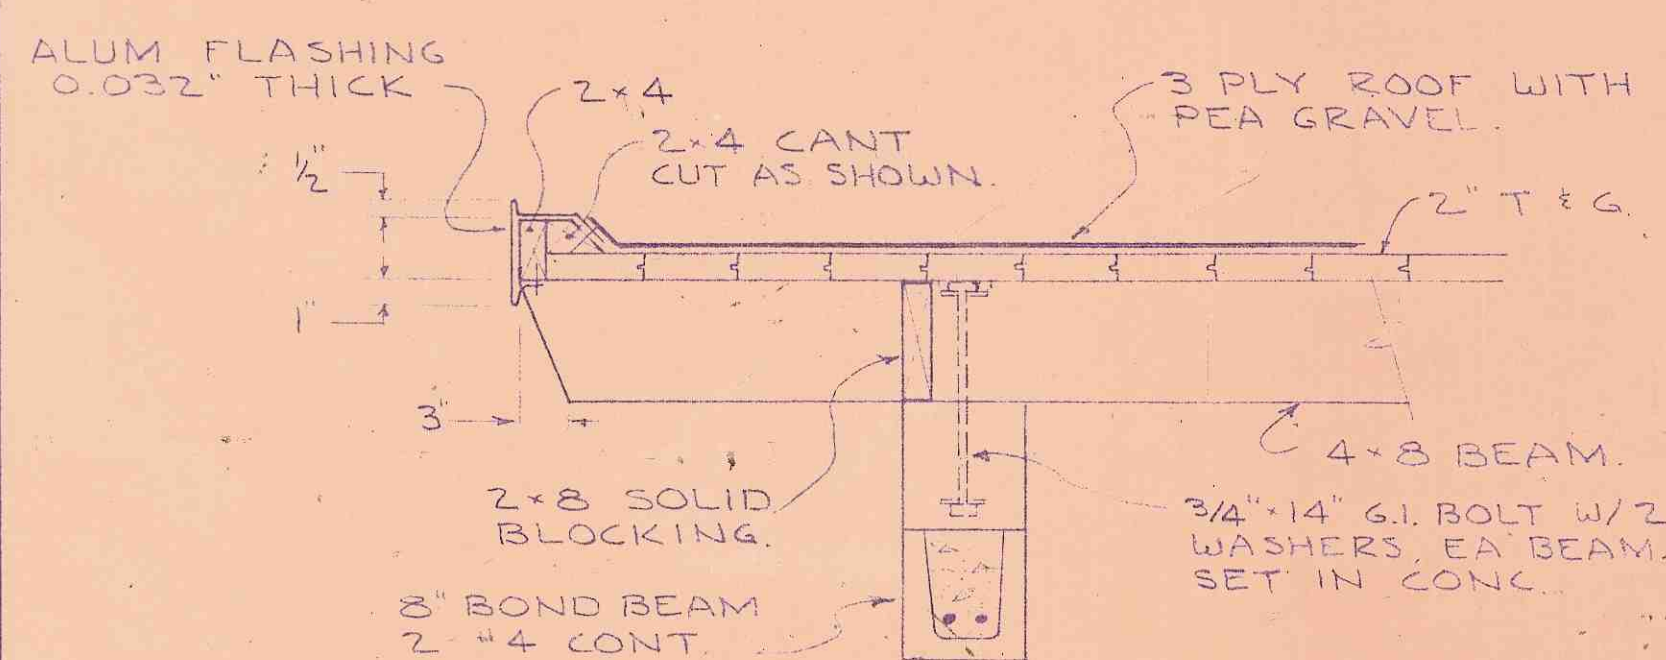 ALUM FLASHING
0.032" THICK
2×4
2×4 CANT
CUT AS SHOWN.
3 PLY ROOF WITH
PEA GRAVEL.
1/2"
2" T & G.
1"
3"
4×8 BEAM.
2×8 SOLID
BLOCKING.
3/4"×14" G.I. BOLT W/ 2
WASHERS, EA BEAM.
SET IN CONC.
8" BOND BEAM
2 - #4 CONT.